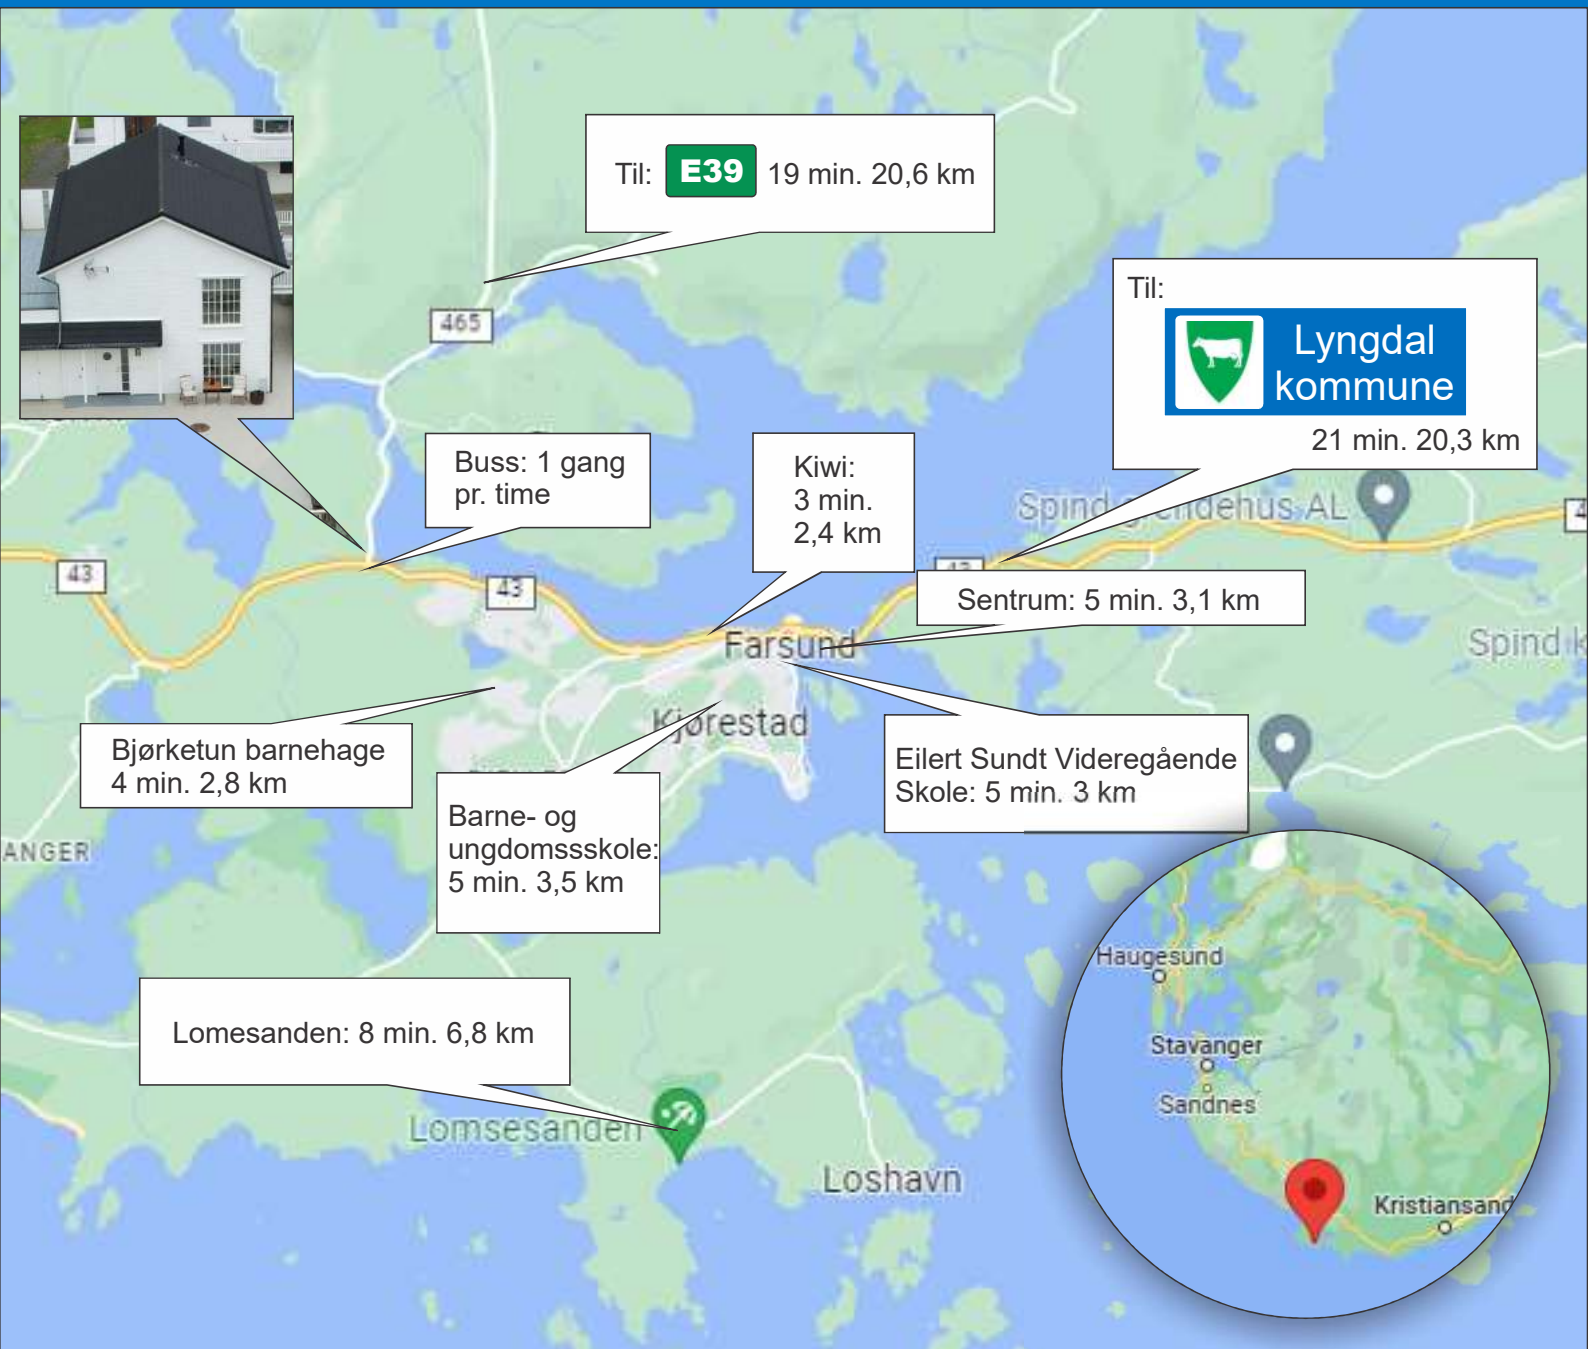 Til: E39 19 min. 20,6 km
465
Til:
Lyngdal
kommune
21 min. 20,3 km
Buss: 1 gang
pr. time
Kiwi:
3 min.
2,4 km
Spind grendehus AL
43
43
Sentrum: 5 min. 3,1 km
Farsund
Spind k
Kjørestad
Bjørketun barnehage
4 min. 2,8 km
Eilert Sundt Videregående
Skole: 5 min. 3 km
Barne- og
ungdomssskole:
5 min. 3,5 km
ANGER
Lomesanden: 8 min. 6,8 km
Lomsesanden
Loshavn
Haugesund
Stavanger
Sandnes
Kristiansand